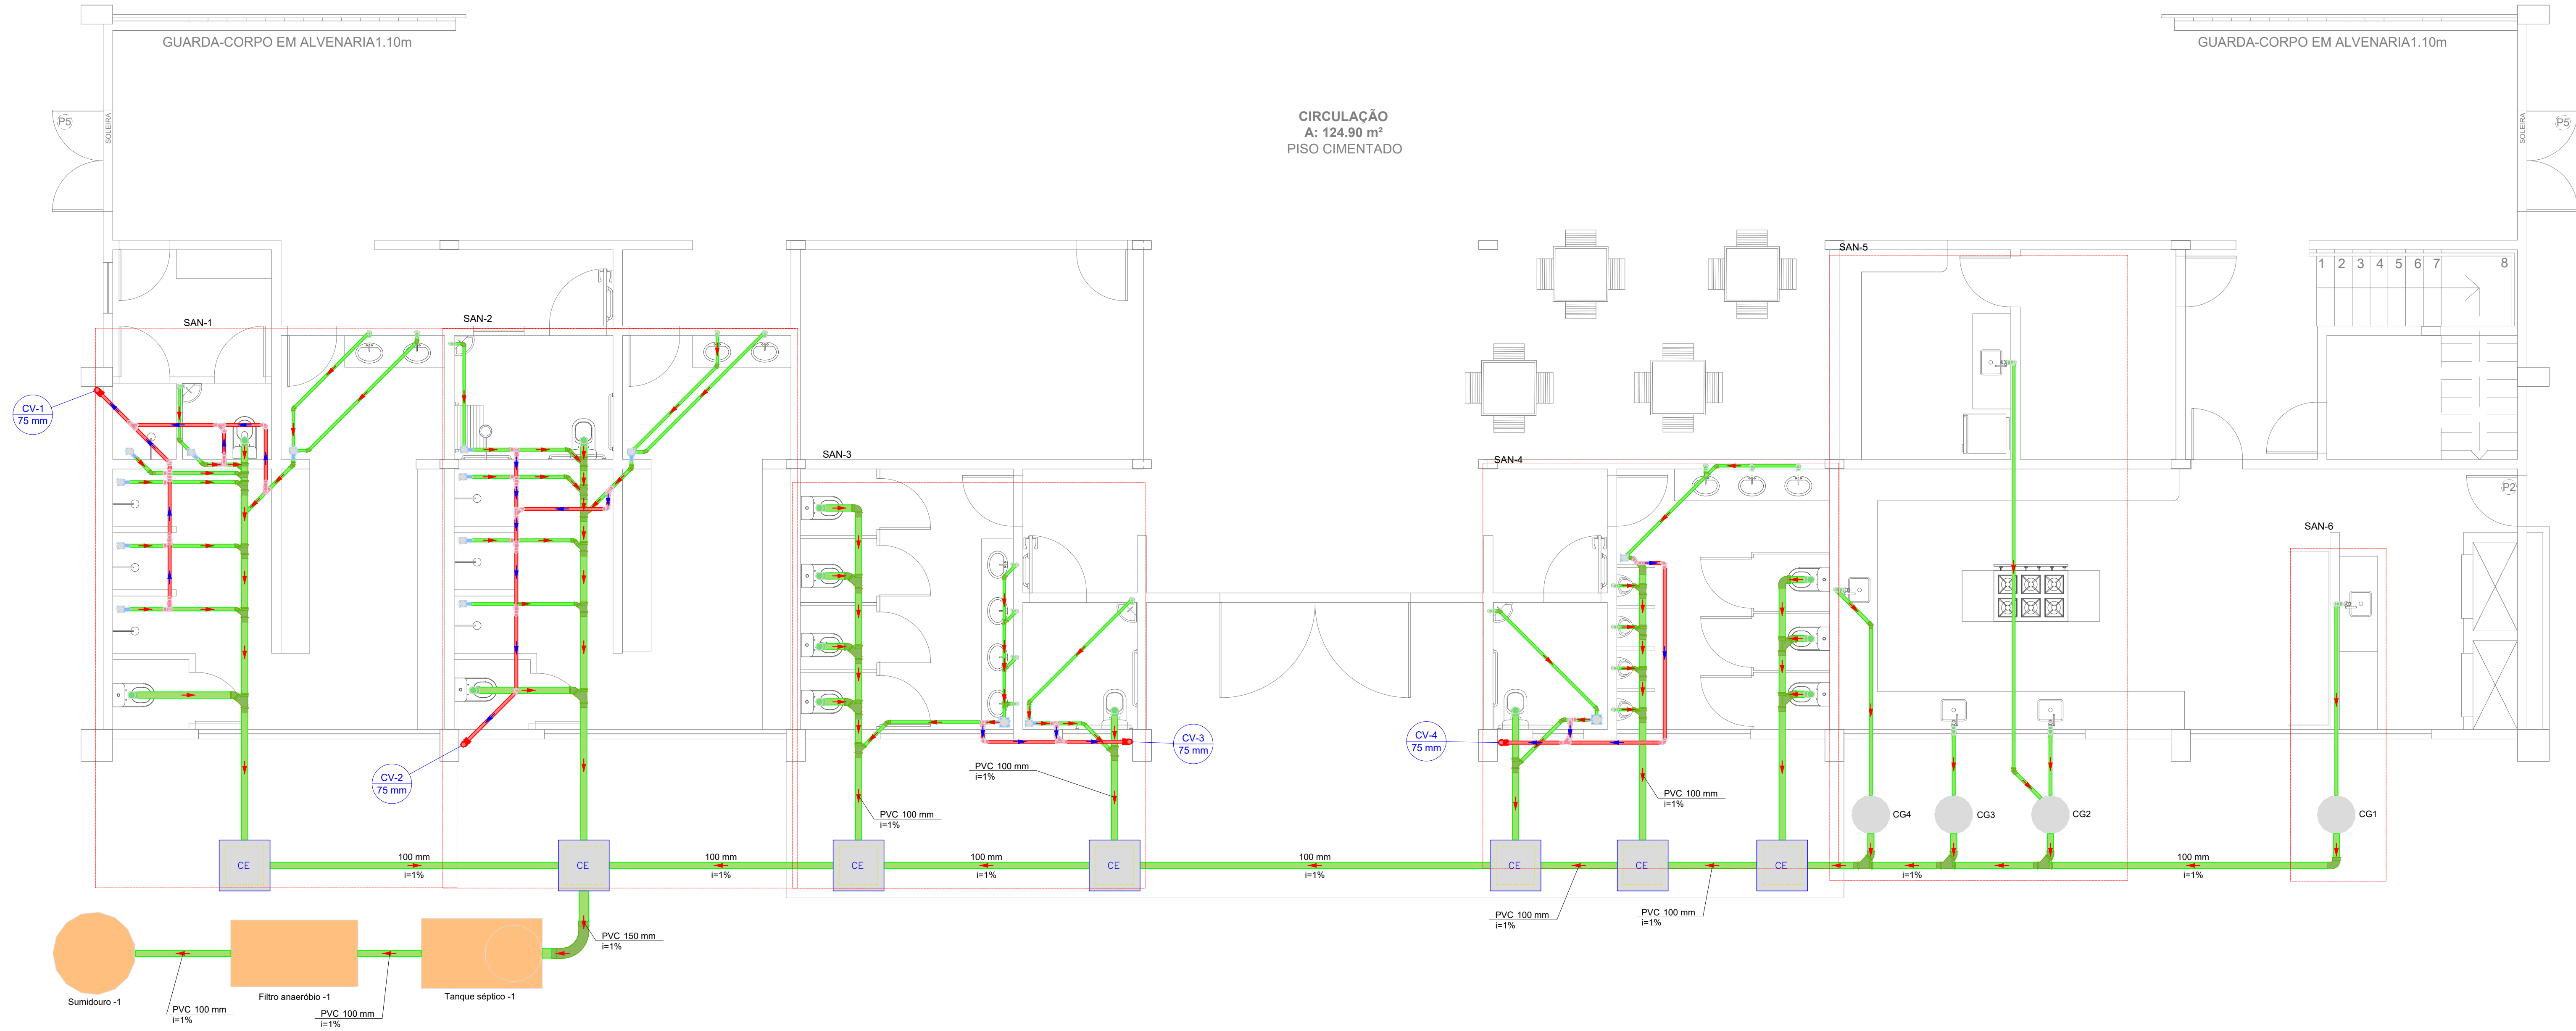 GUARDA-CORPO EM ALVENARIA1.10m
GUARDA-CORPO EM ALVENARIA1.10m
P5
SOLEIRA
CIRCULAÇÃO
A: 124.90 m²
PISO CIMENTADO
SOLEIRA
P5
SAN-5
1 2 3 4 5 6 7 8
SAN-1
SAN-2
CV-1
75 mm
SAN-3
SAN-4
P2
SAN-6
CV-2
75 mm
CV-3
75 mm
CV-4
75 mm
PVC 100 mm
i=1%
PVC 100 mm
i=1%
PVC 100 mm
i=1%
CG4
CG3
CG2
CG1
CE
100 mm
i=1%
CE
100 mm
i=1%
CE
100 mm
i=1%
CE
100 mm
i=1%
CE
CE
CE
i=1%
100 mm
i=1%
PVC 100 mm
i=1%
PVC 100 mm
i=1%
PVC 150 mm
i=1%
Sumidouro -1
Filtro anaeróbio -1
Tanque séptico -1
PVC 100 mm
i=1%
PVC 100 mm
i=1%